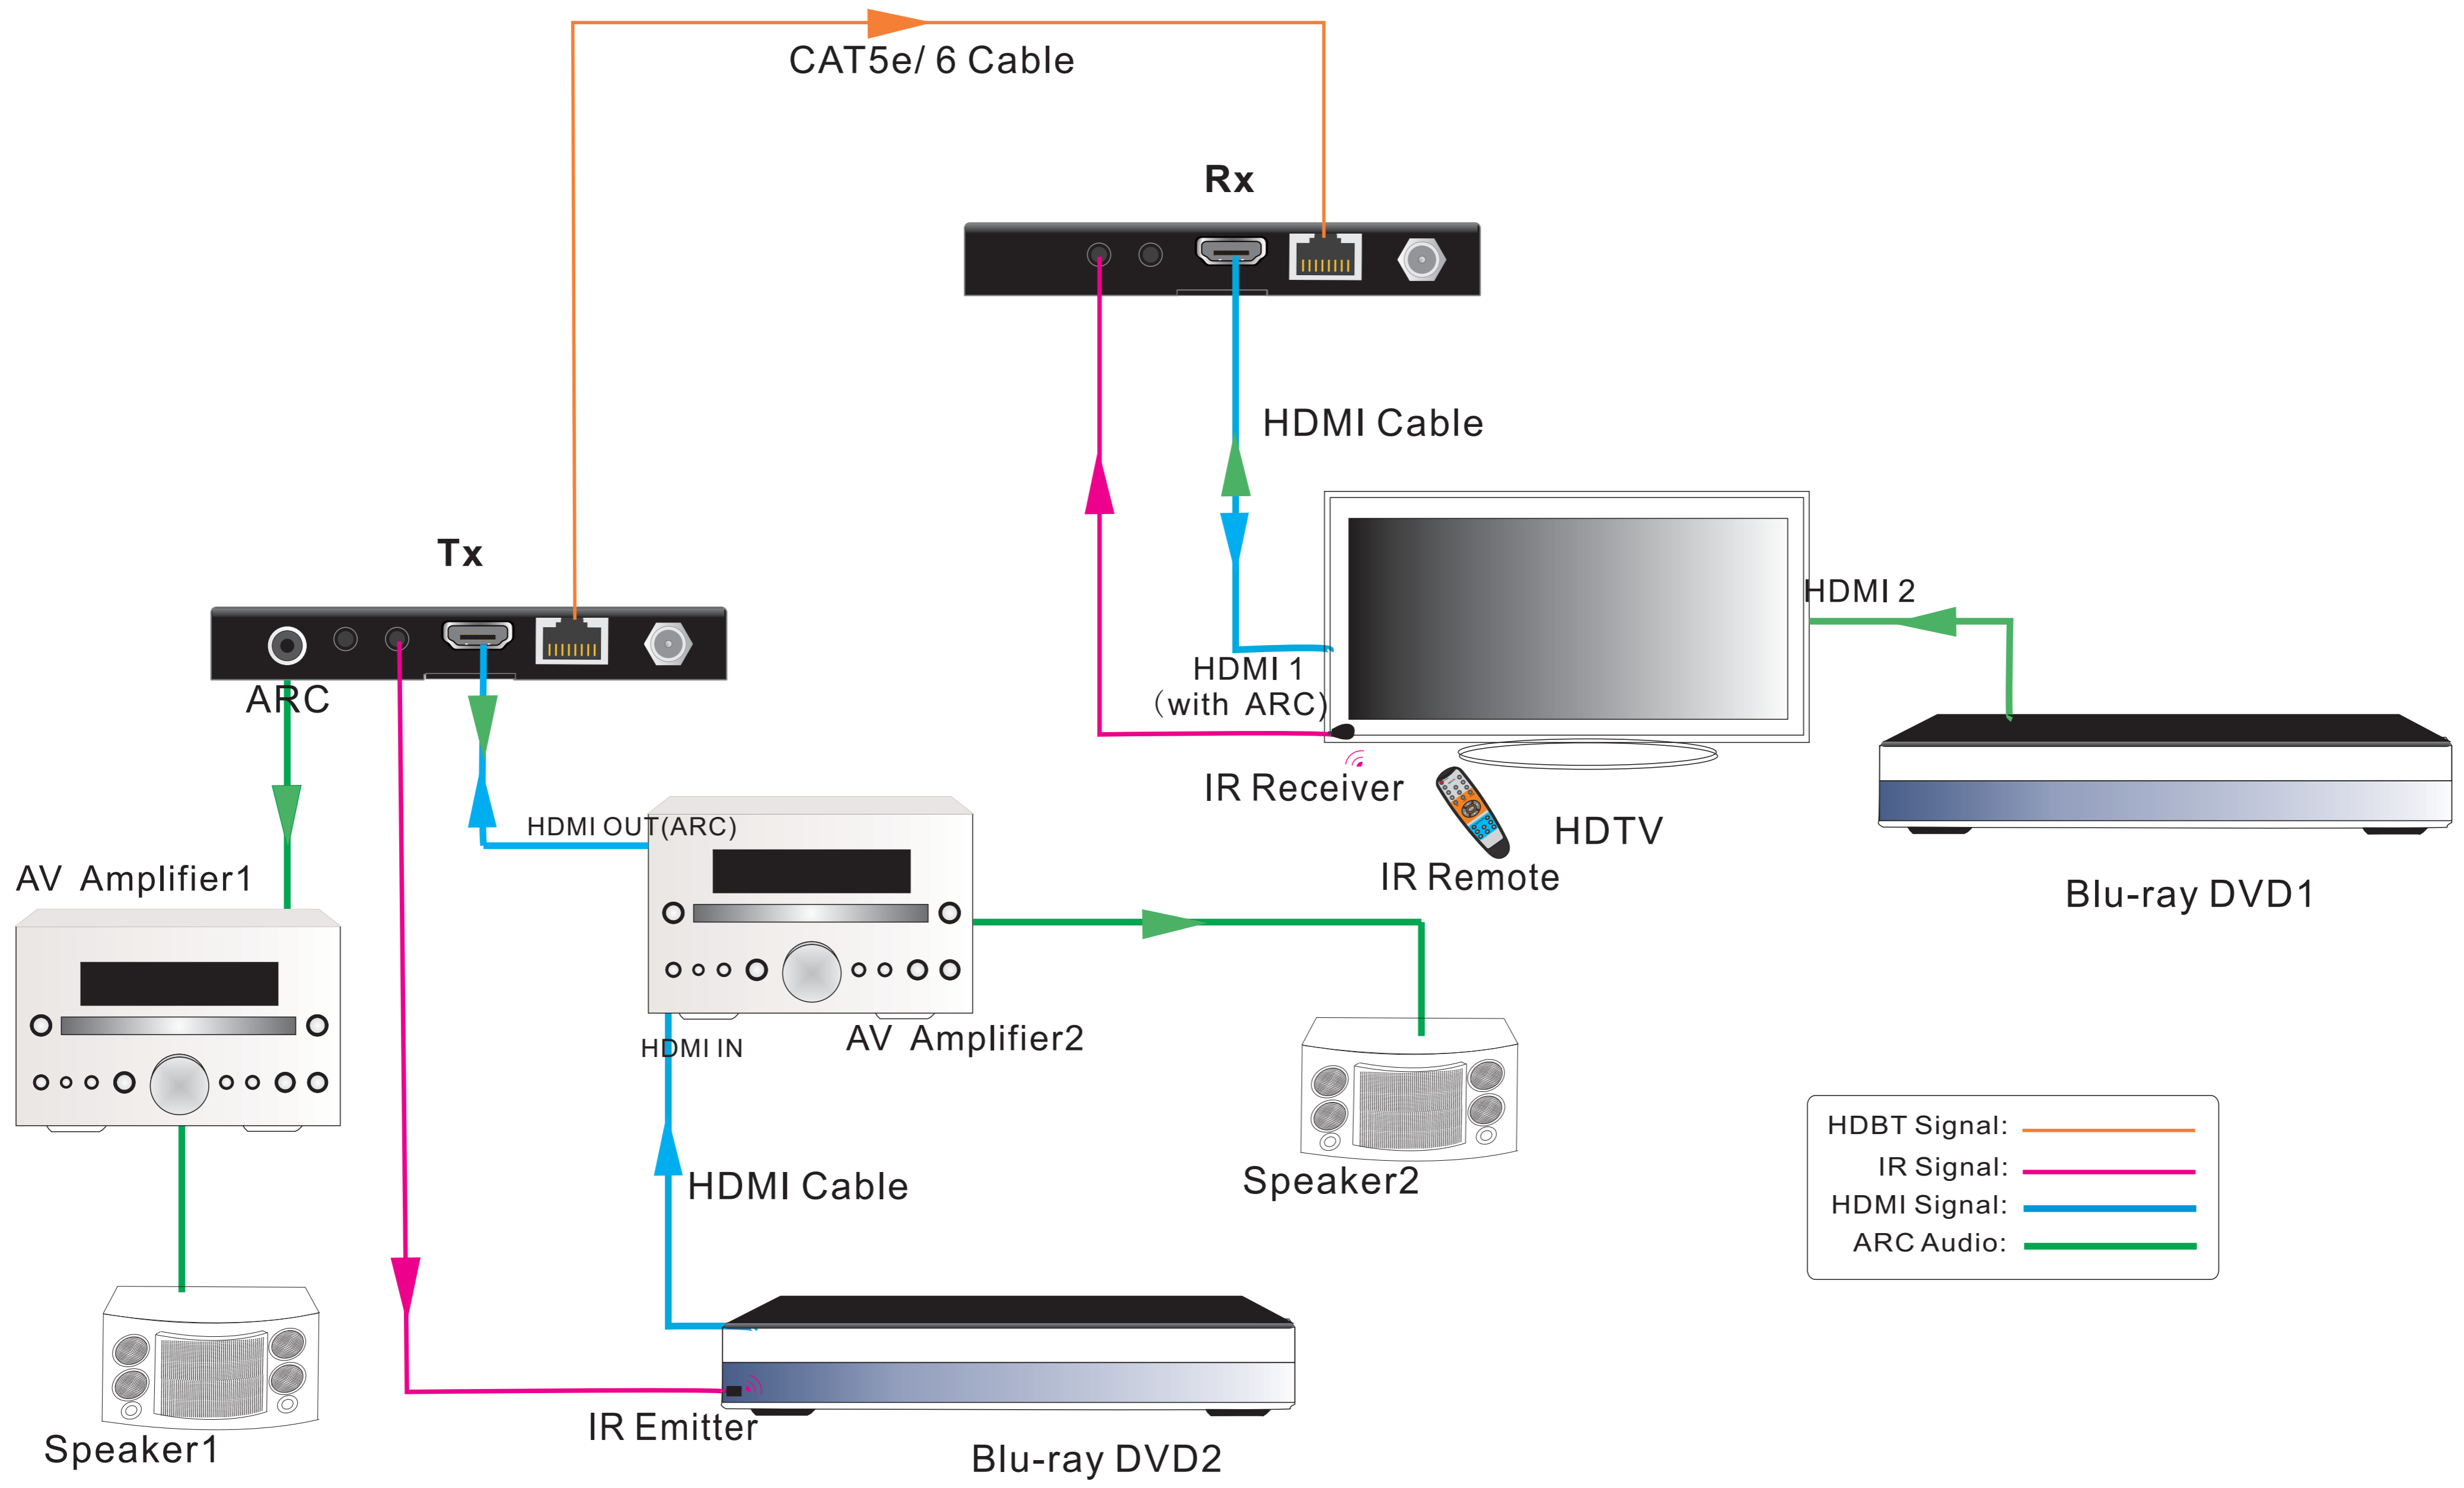 CAT5e/ 6 Cable
Rx
HDMI Cable
Tx
HDMI 2
HDMI 1
（with ARC)
ARC
IR Receiver
HDMI OUT(ARC)
HDTV
IR Remote
AV Amplifier1
Blu-ray DVD1
HDMI IN
AV Amplifier2
HDMI Cable
Speaker2
HDBT Signal:
IR Signal:
HDMI Signal:
ARC Audio:
IR Emitter
Speaker1
Blu-ray DVD2